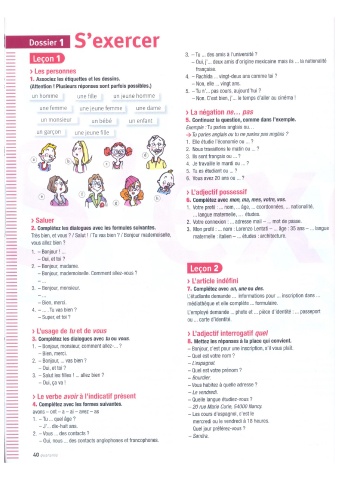 Dossier 1 S'exercer
Leçon 1
> Les personnes
1. Associez les étiquettes et les dessins.
(Attention ! Plusieurs réponses sont parfois possibles.)
un homme une fille un jeune homme
une femme une jeune femme une dame
un monsieur un bébé un enfant
un garçon une jeune fille
> Saluer
2. Complétez les dialogues avec les formules suivantes.
Très bien, et vous ? / Salut ! / Tu vas bien ? / Bonjour mademoiselle,
vous allez bien ?
1. – Bonjour ! ...
– Oui, et toi ?
2. – Bonjour, madame.
– Bonjour, mademoiselle. Comment allez-vous ?
– ...
3. – Bonjour, monsieur.
– ...
– Bien, merci.
4. – ... Tu vas bien ?
– Super, et toi ?
> L'usage de tu et de vous
3. Complétez les dialogues avec tu ou vous.
1. – Bonjour, monsieur, comment allez-... ?
– Bien, merci.
2. – Bonjour, ... vas bien ?
– Oui, et toi ?
3. – Salut les filles ! ... allez bien ?
– Oui, ça va !
> Le verbe avoir à l'indicatif présent
4. Complétez avec les formes suivantes.
avons – ont – a – ai – avez – as
1. – Tu ... quel âge ?
– J'... dix-huit ans.
2. – Vous ... des contacts ?
– Oui, nous ... des contacts anglophones et francophones.
40 
3. – Tu ... des amis à l'université ?
– Oui, j'... deux amis d'origine mexicaine mais ils ... la nationalité
française.
4. – Rachida ... vingt-deux ans comme toi ?
– Non, elle ... vingt ans.
5. – Tu n'... pas cours, aujourd'hui ?
– Non. C'est bien, j'... le temps d'aller au cinéma !
> La négation ne... pas
5. Continuez la question, comme dans l'exemple.
Exemple : Tu parles anglais ou...
→ Tu parles anglais ou tu ne parles pas anglais ?
1. Elle étudie l'économie ou ... ?
2. Nous travaillons le matin ou ... ?
3. Ils sont français ou ... ?
4. Je travaille le mardi ou ... ?
5. Tu es étudiant ou ... ?
6. Vous avez 20 ans ou ... ?
> L'adjectif possessif
6. Complétez avec mon, ma, mes, votre, vos.
1. Votre profil : ... nom, ... âge, ... coordonnées, ... nationalité,
... langue maternelle, ... études.
2. Votre connexion : ... adresse mail – ... mot de passe.
3. Mon profil : ... nom : Lorenzo Leritali – ... âge : 35 ans – ... langue
maternelle : italien – ... études : architecture.
Leçon 2
> L'article indéfini
7. Complétez avec un, une ou des.
L'étudiante demande ... informations pour ... inscription dans ...
médiathèque et elle complète ... formulaire.
L'employé demande ... photo et ... pièce d'identité : ... passeport
ou ... carte d'identité.
> L'adjectif interrogatif quel
8. Mettez les réponses à la place qui convient.
– Bonjour, c'est pour une inscription, s'il vous plaît.
– Quel est votre nom ?
– L'espagnol.
– Quel est votre prénom ?
– Bourdier.
– Vous habitez à quelle adresse ?
– Le vendredi.
– Quelle langue étudiez-vous ?
– 20 rue Marie Curie, 54000 Nancy.
– Les cours d'espagnol, c'est le
mercredi ou le vendredi à 16 heures.
Quel jour préférez-vous ?
– Sandra.